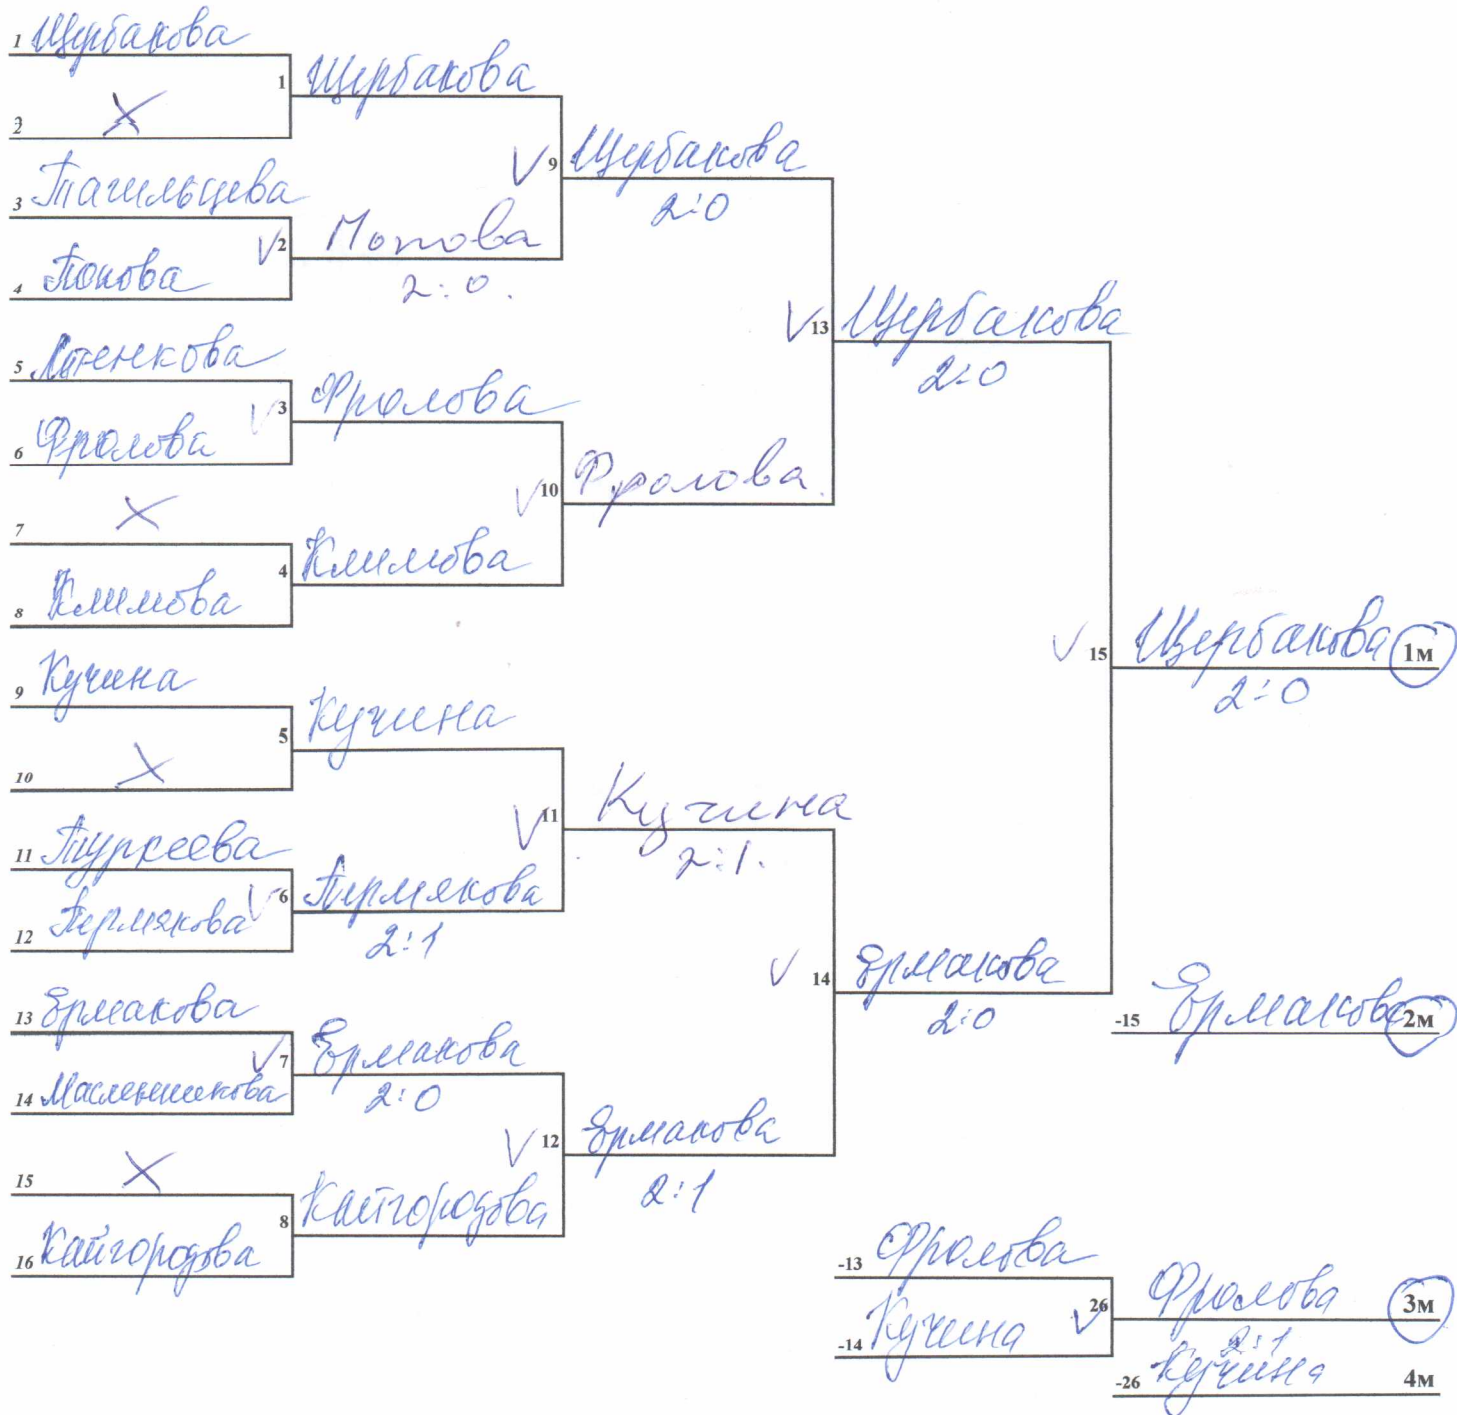 1 Щербакова
1 Щербакова
2 X
V 9 Щербакова
2:0
3 Тагильцева
V 2 Попова
2:0.
4 Попова
V 13 Щербакова
2:0
5
V 3 Фролова
6 Фролова
V 10 Фролова.
7 X
4 Климова
8 Климова
V 15 Щербакова 1м
2:0
9 Кучина
5 Кучина
10 X
V 11 Кучина
2:1.
11 Туркеева
V 6 Пермякова
2:1
12 Пермякова
V 14 Ермакова
2:0
13 Ермакова
-15 Ермакова 2м
V 7 Ермакова
2:0
14 Масленникова
V 12 Ермакова
2:1
15 X
8 Кайгородова
16 Кайгородова
-13 Фролова
V 26 Фролова 3м
2:1
-14 Кучина
-26 Кучина 4м